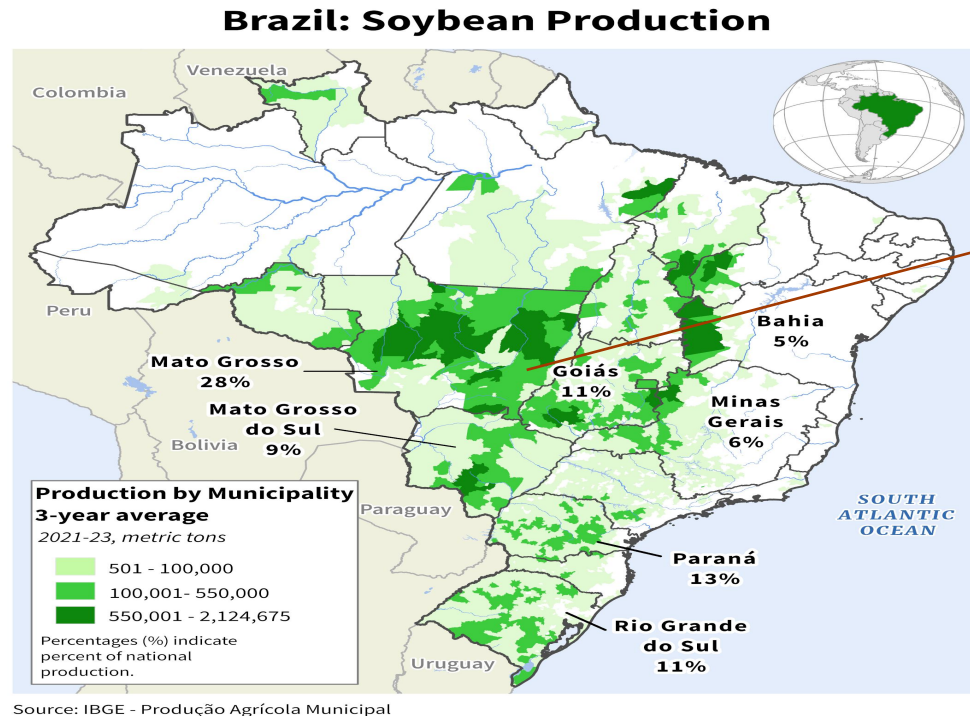 Brazil: Soybean Production
Venezuela
Colombia
Peru
Bahia
5%
Mato Grosso
28%
Goiás
11%
Minas
Gerais
6%
Mato Grosso
do Sul
9%
Bolivia
Production by Municipality
3-year average
2021-23, metric tons
501 - 100,000
100,001- 550,000
550,001 - 2,124,675
Percentages (%) indicate
percent of national
production.
Paraguay
SOUTH
ATLANTIC
OCEAN
Paraná
13%
Rio Grande
do Sul
11%
Uruguay
Source: IBGE - Produção Agrícola Municipal